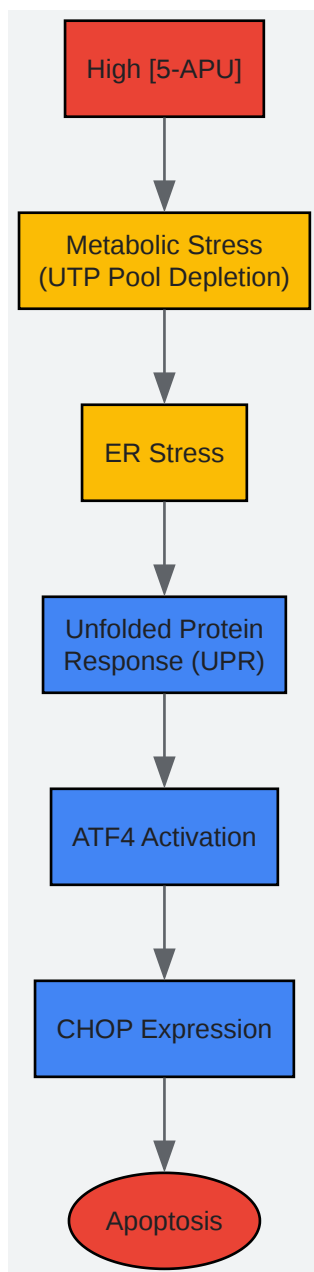 High [5-APU]
Metabolic Stress
(UTP Pool Depletion)
ER Stress
Unfolded Protein
Response (UPR)
ATF4 Activation
CHOP Expression
Apoptosis